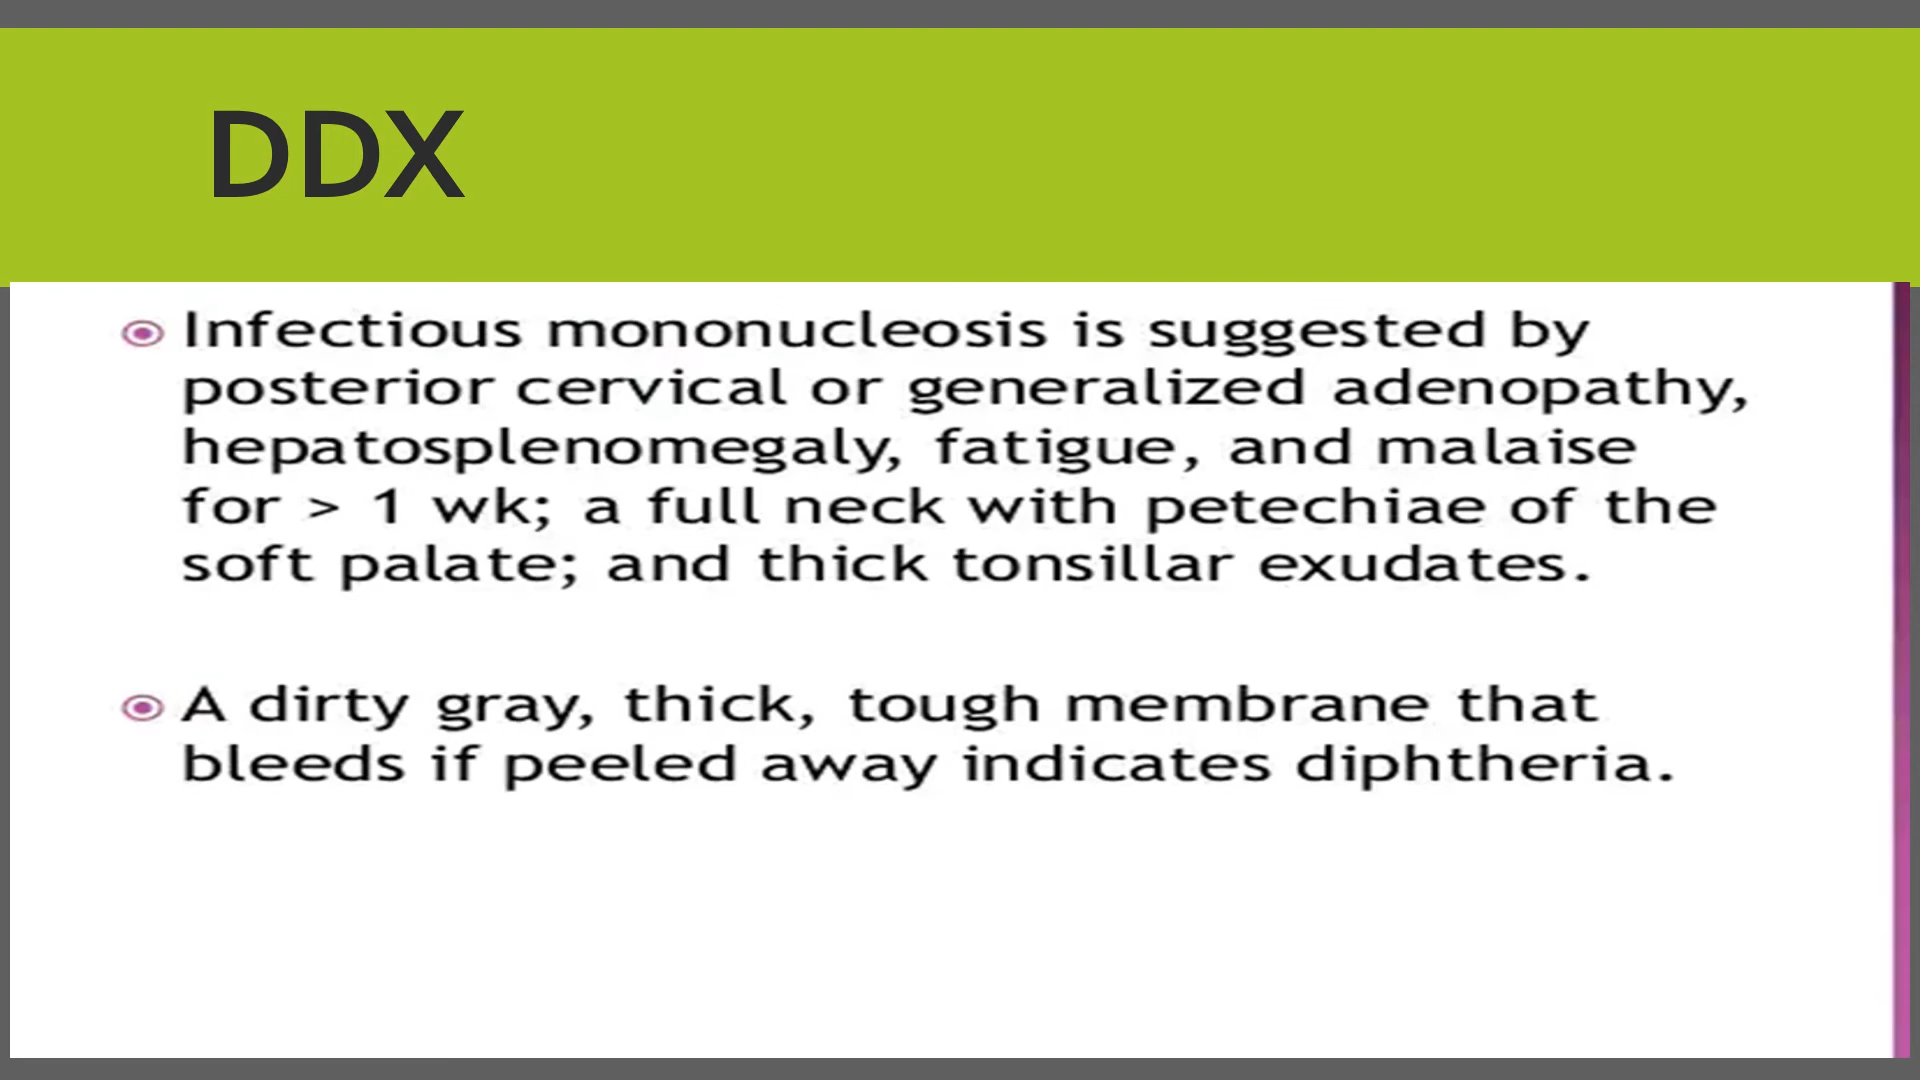 DDX
Infectious mononucleosis is suggested by
posterior cervical or generalized adenopathy,
hepatosplenomegaly, fatigue, and malaise
for > 1 wk; a full neck with petechiae of the
soft palate; and thick tonsillar exudates.
A dirty gray, thick, tough membrane that
bleeds if peeled away indicates diphtheria.